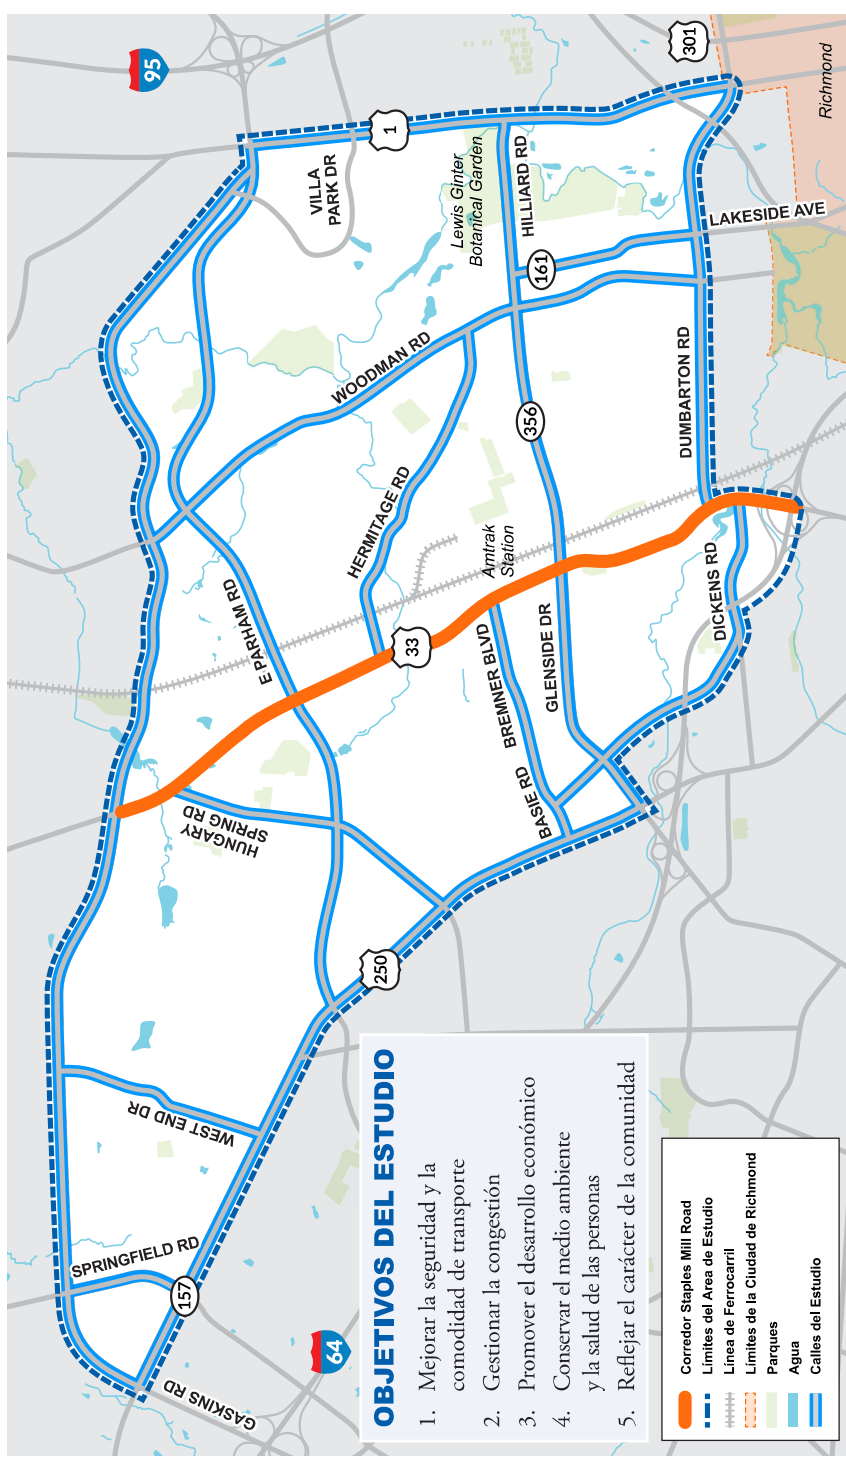 95
1
301
Richmond
VILLA
PARK DR
Lewis Ginter
Botanical Garden
HILLIARD RD
LAKESIDE AVE
161
WOODMAN RD
DUMBARTON RD
356
HERMITAGE RD
Amtrak
Station
E PARHAM RD
33
DICKENS RD
GLENSIDE DR
BREMNER BLVD
BASIE RD
HUNGARY
SPRING RD
250
WEST END DR
SPRINGFIELD RD
157
GASKINS RD
64
OBJETIVOS DEL ESTUDIO
1. Mejorar la seguridad y la
comodidad de transporte
2. Gestionar la congestión
3. Promover el desarrollo económico
4. Conservar el medio ambiente
y la salud de las personas
5. Reflejar el carácter de la comunidad
Corredor Staples Mill Road
Límites del Area de Estudio
Línea de Ferrocarril
Límites de la Ciudad de Richmond
Parques
Agua
Calles del Estudio